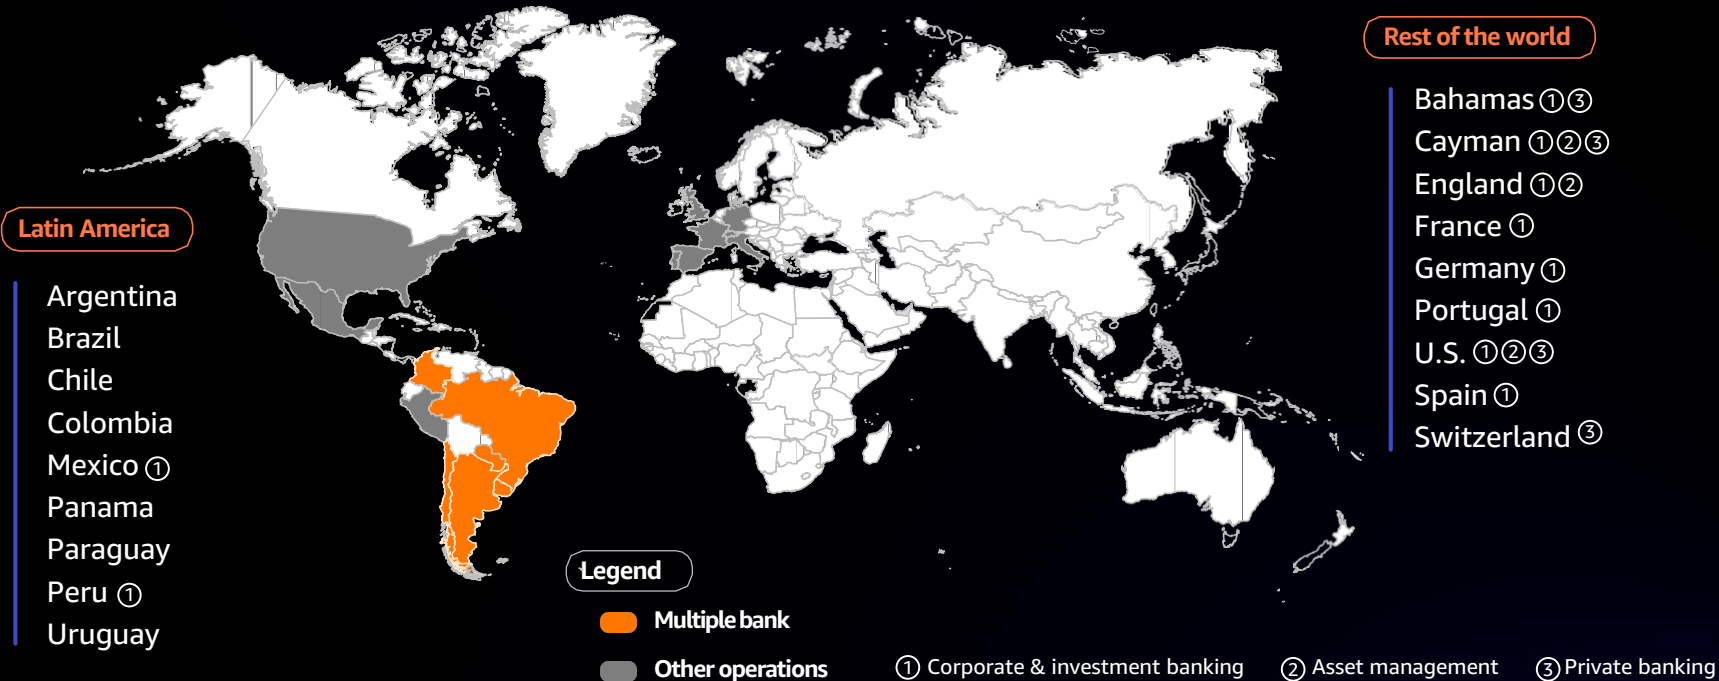 Latin America
Argentina
Brazil
Chile
Colombia
Mexico ①
Panama
Paraguay
Peru ①
Uruguay
Rest of the world
Bahamas ①③
Cayman ①②③
England ①②
France ①
Germany ①
Portugal ①
U.S. ①②③
Spain ①
Switzerland ③
Legend
Multiple bank
Other operations
① Corporate & investment banking
② Asset management
③ Private banking